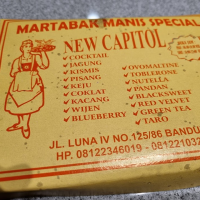 MARTABAK MANIS SPECIAL
NEW CAPITOL
COCKTAIL
JAGUNG
KISMIS
PISANG
KEJU
COKLAT
KACANG
WIJEN
BLUEBERRY
OVOMALTINE
TOBLERONE
NUTELLA
PANDAN
BLACKSWEET
RED VELVET
GREEN TEA
TARO
JL. LUNA IV NO.125/86 BANDU
HP. 08122346019 - 081221032